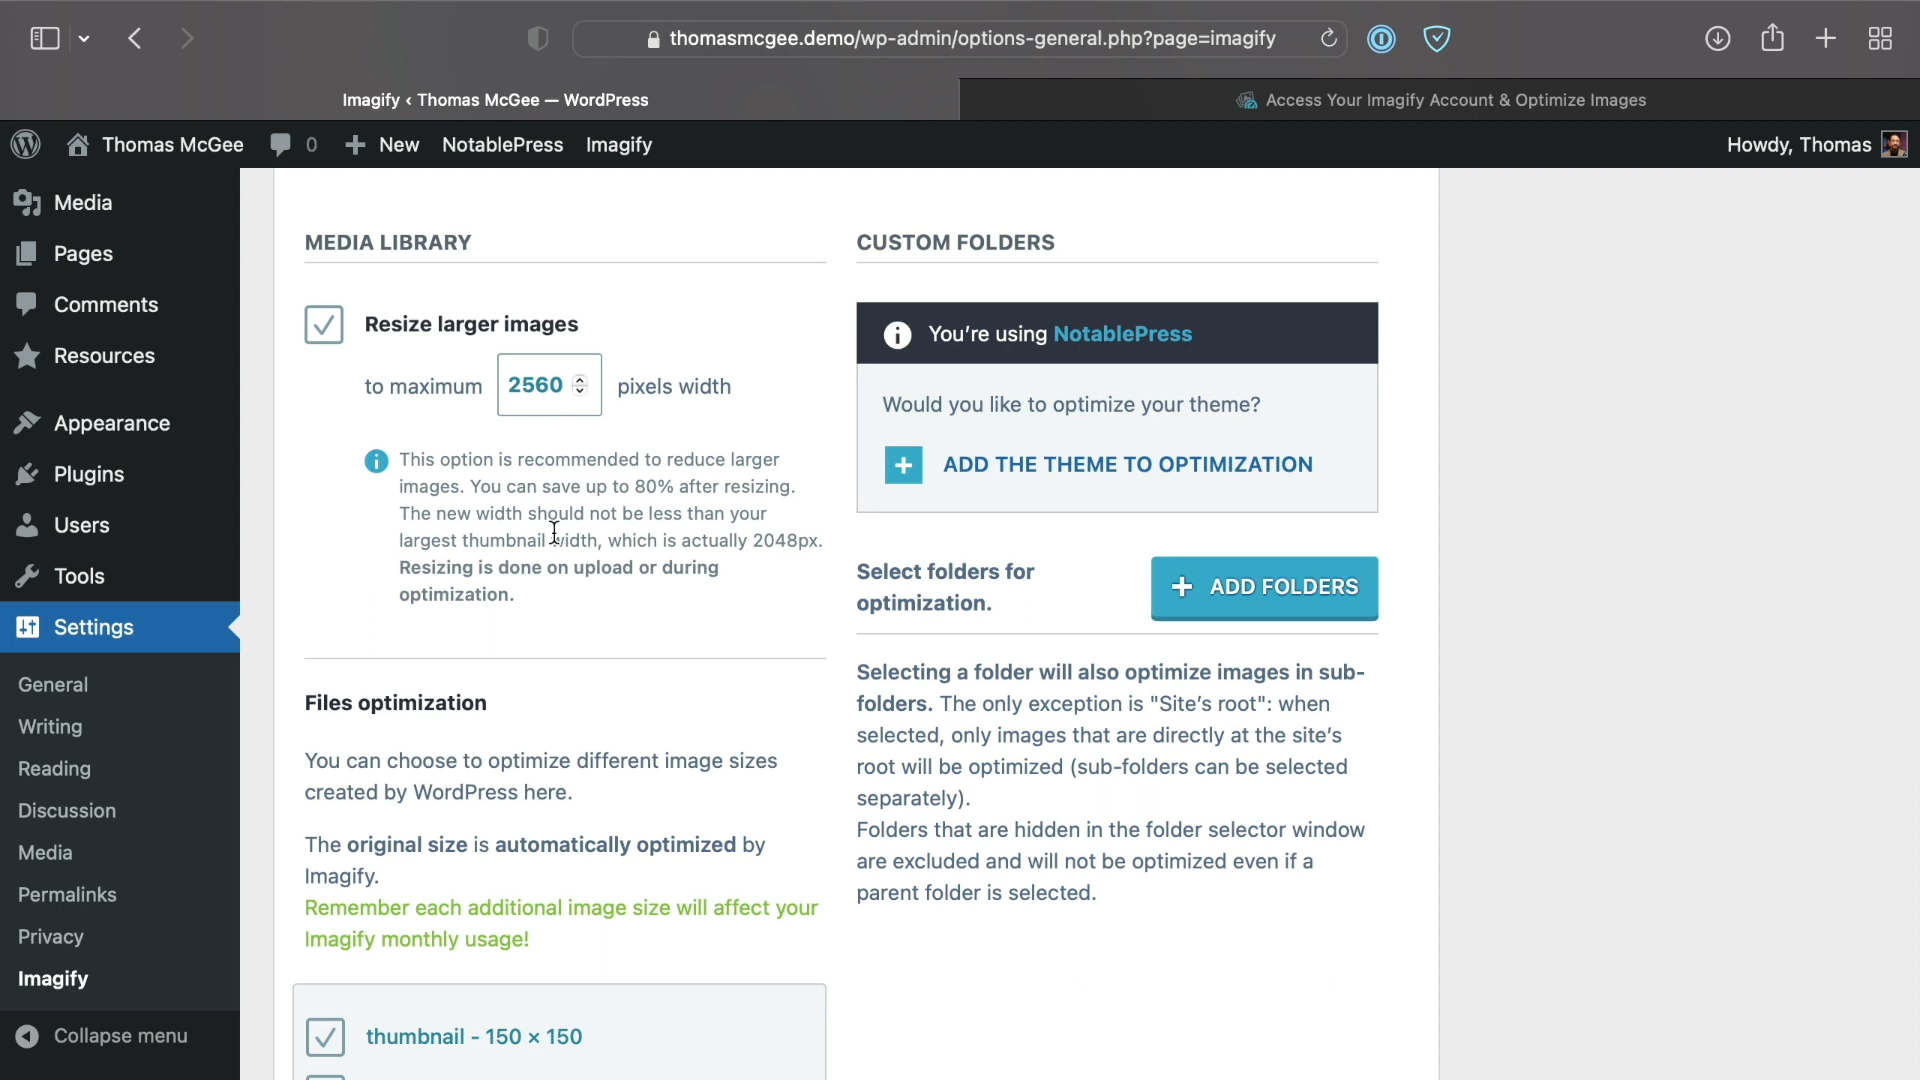 thomasmcgee.demo/wp-admin/options-general.php?page=imagify
Imagify ‹ Thomas McGee — WordPress
Access Your Imagify Account & Optimize Images
Thomas McGee
0
New
NotablePress
Imagify
Howdy, Thomas
Media
Pages
Comments
Resources
Appearance
Plugins
Users
Tools
Settings
General
Writing
Reading
Discussion
Media
Permalinks
Privacy
Imagify
Collapse menu
MEDIA LIBRARY
Resize larger images
to maximum 2560 pixels width
This option is recommended to reduce larger
images. You can save up to 80% after resizing.
The new width should not be less than your
largest thumbnail width, which is actually 2048px.
Resizing is done on upload or during
optimization.
Files optimization
You can choose to optimize different image sizes
created by WordPress here.
The original size is automatically optimized by
Imagify.
Remember each additional image size will affect your
Imagify monthly usage!
thumbnail - 150 × 150
CUSTOM FOLDERS
You're using NotablePress
Would you like to optimize your theme?
+ ADD THE THEME TO OPTIMIZATION
Select folders for
optimization.
+ ADD FOLDERS
Selecting a folder will also optimize images in sub-
folders. The only exception is "Site's root": when
selected, only images that are directly at the site's
root will be optimized (sub-folders can be selected
separately).
Folders that are hidden in the folder selector window
are excluded and will not be optimized even if a
parent folder is selected.